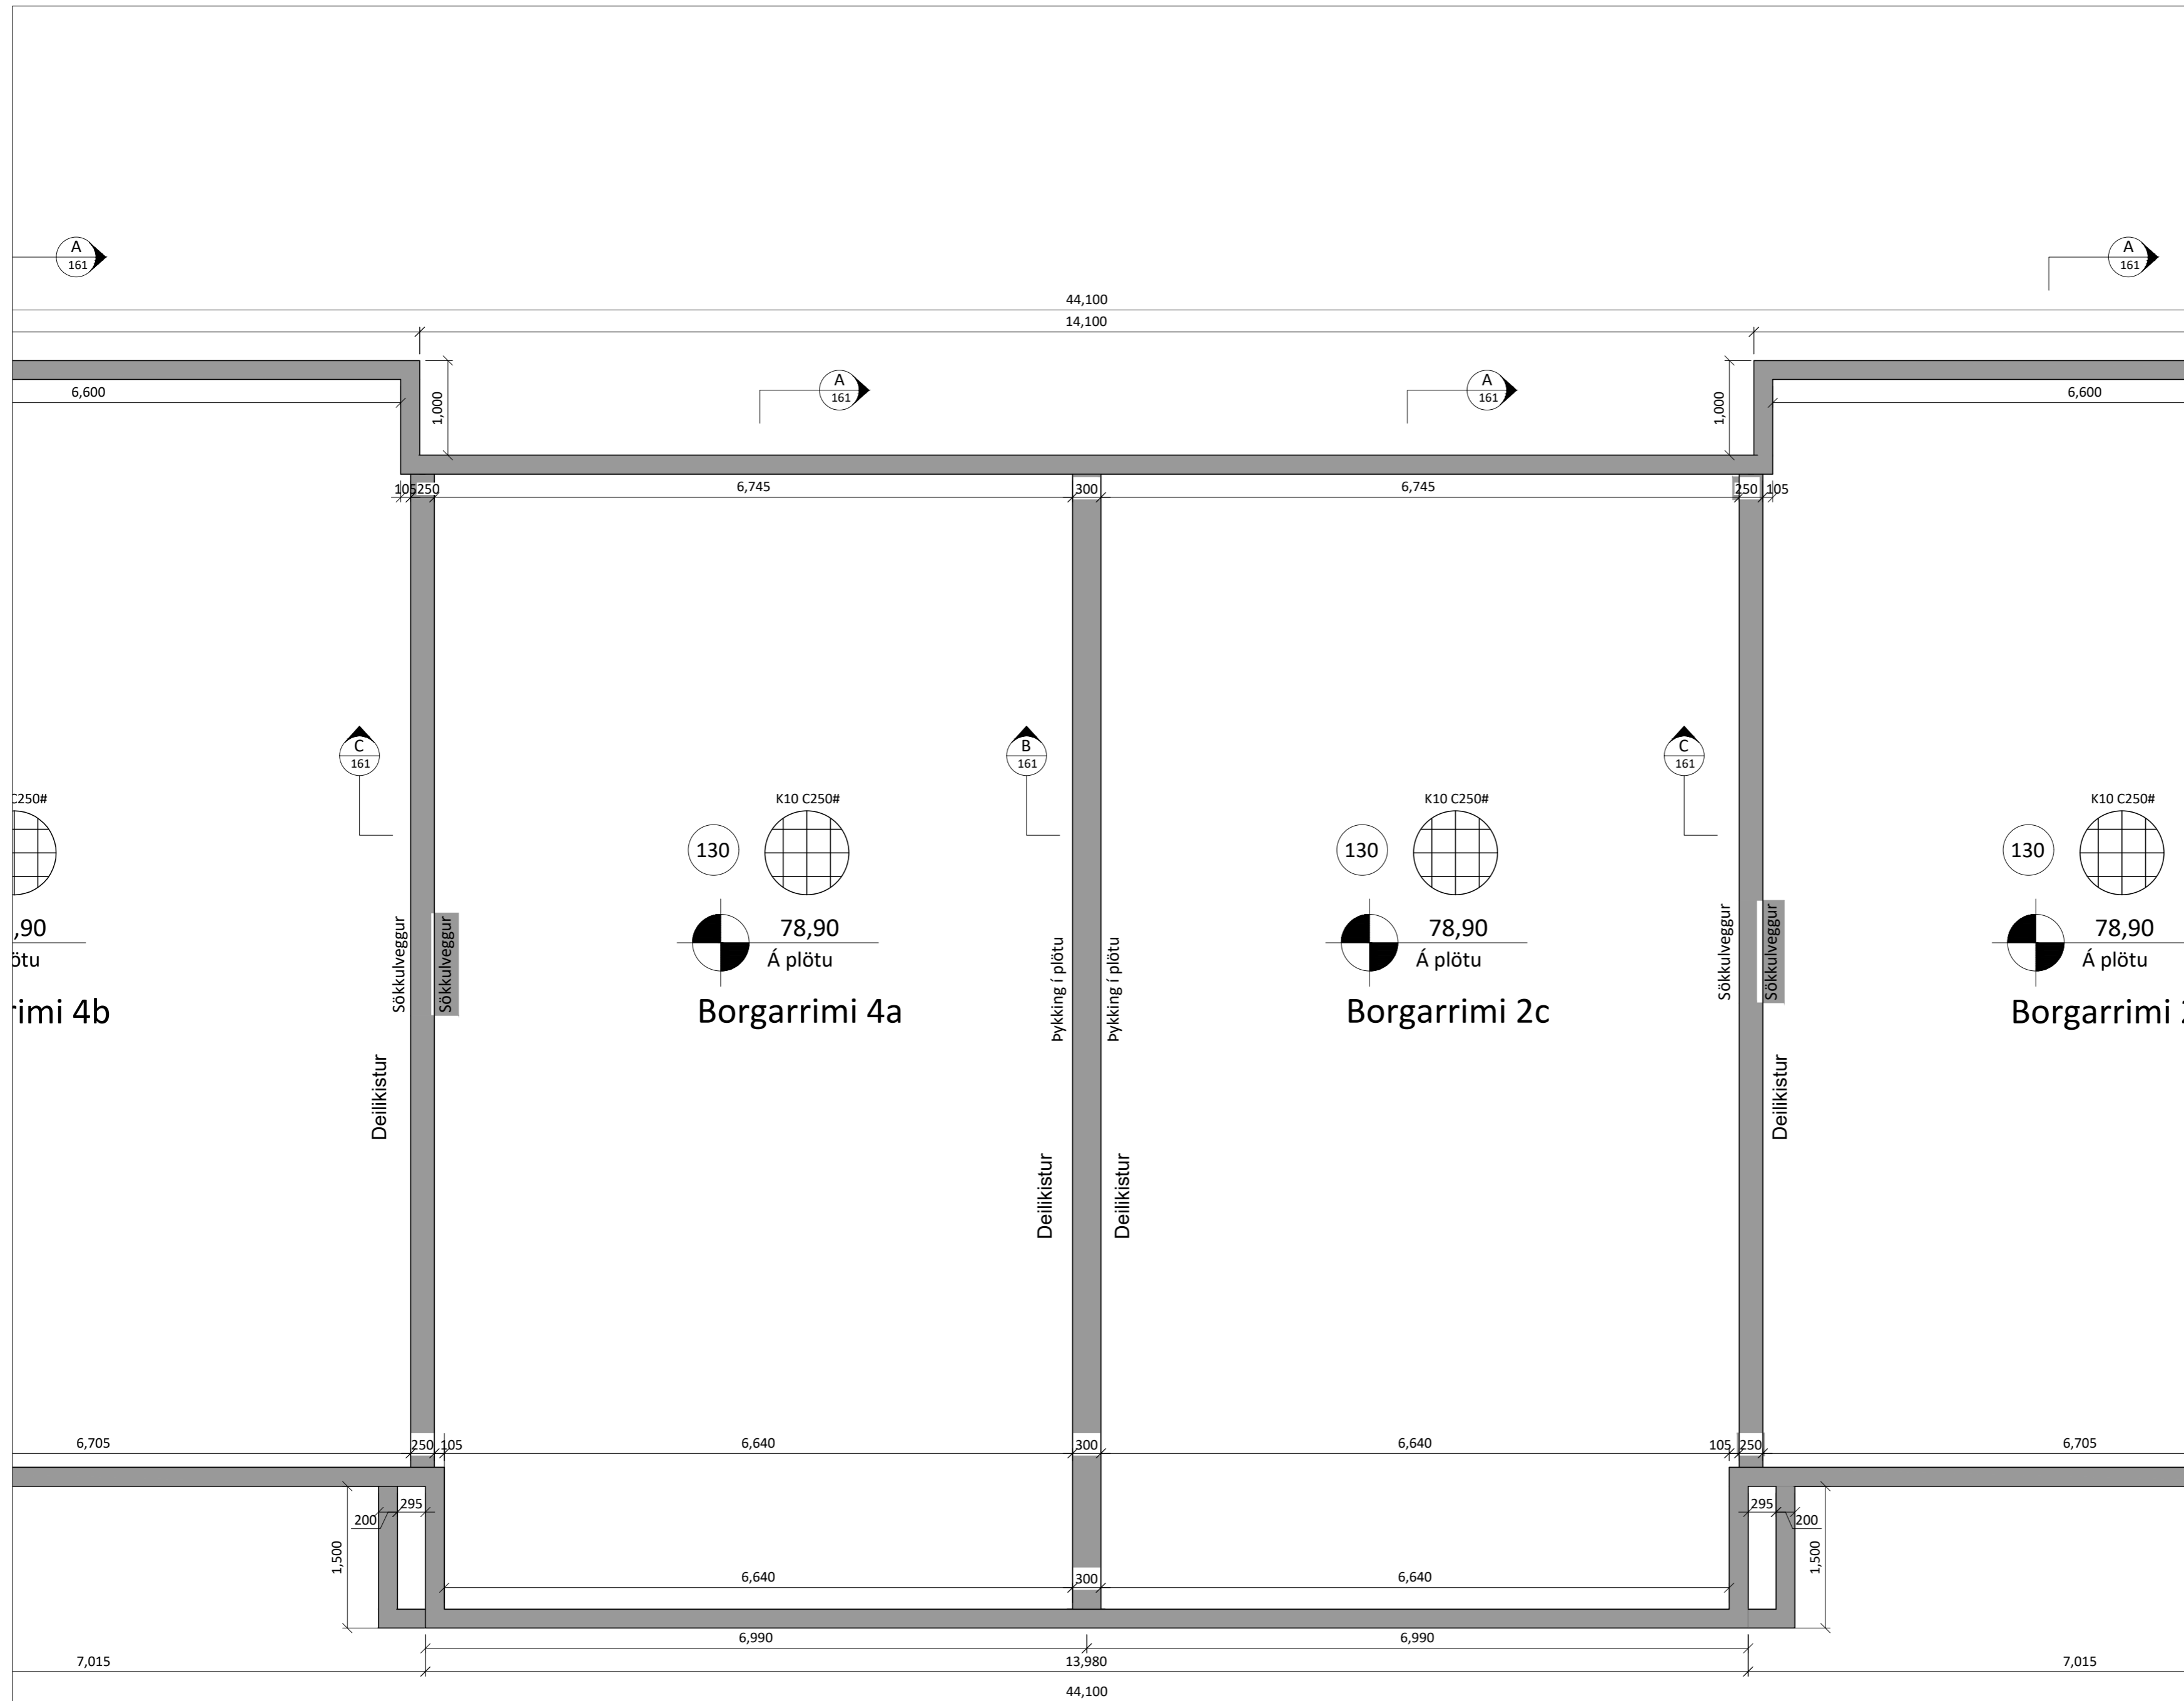 A
161
A
161
44,100
14,100
6,600
1,000
A
161
A
161
1,000
6,600
105
250
6,745
300
6,745
250
105
C
161
B
161
C
161
C250#
K10 C250#
K10 C250#
K10 C250#
130
130
130
,90
78,90
78,90
78,90
ötu
Á plötu
Á plötu
Á plötu
Sökkulveggur
Sökkulveggur
Þykking í plötu
Þykking í plötu
Sökkulveggur
Sökkulveggur
rimi 4b
Borgarrimi 4a
Borgarrimi 2c
Borgarrimi
Deilikistur
Deilikistur
Deilikistur
Deilikistur
6,705
250
105
6,640
300
6,640
105
250
6,705
295
200
1,500
295
200
1,500
6,640
300
6,640
6,990
6,990
7,015
13,980
7,015
44,100